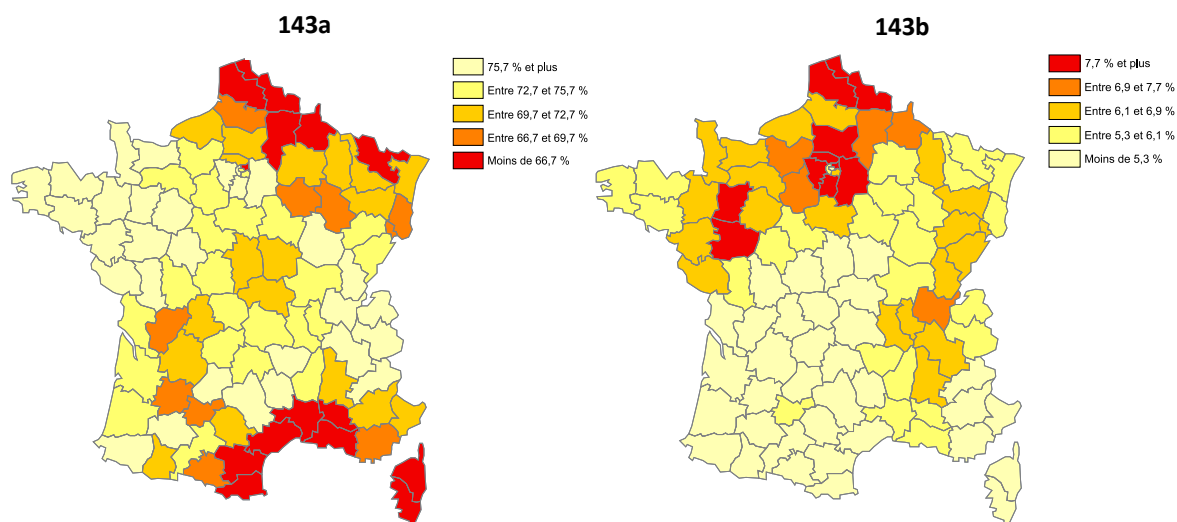 143a
75,7 % et plus
Entre 72,7 et 75,7 %
Entre 69,7 et 72,7 %
Entre 66,7 et 69,7 %
Moins de 66,7 %
143b
7,7 % et plus
Entre 6,9 et 7,7 %
Entre 6,1 et 6,9 %
Entre 5,3 et 6,1 %
Moins de 5,3 %